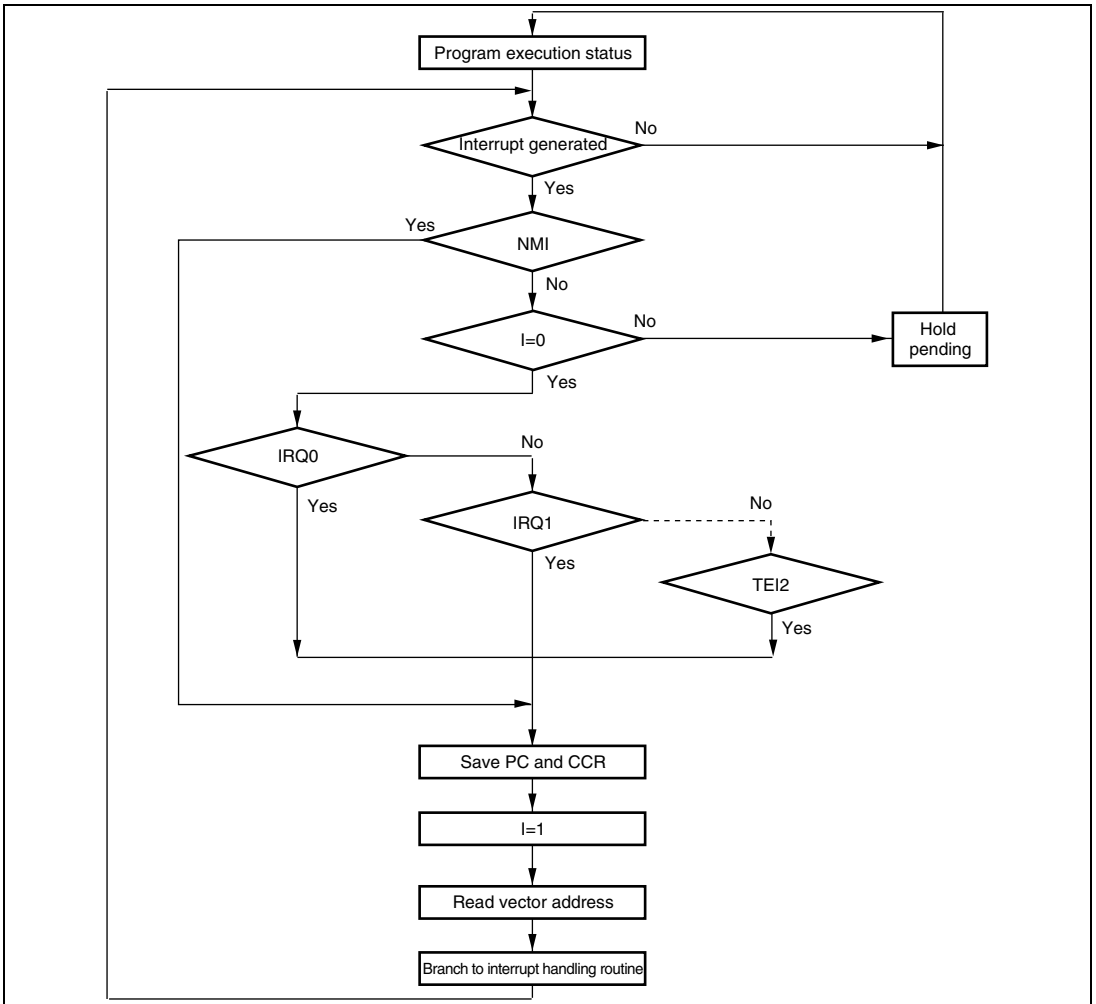 Program execution status
Interrupt generated
No
Yes
Yes
NMI
No
I=0
No
Hold
pending
Yes
IRQ0
No
Yes
IRQ1
No
Yes
TEI2
Yes
Save PC and CCR
I=1
Read vector address
Branch to interrupt handling routine